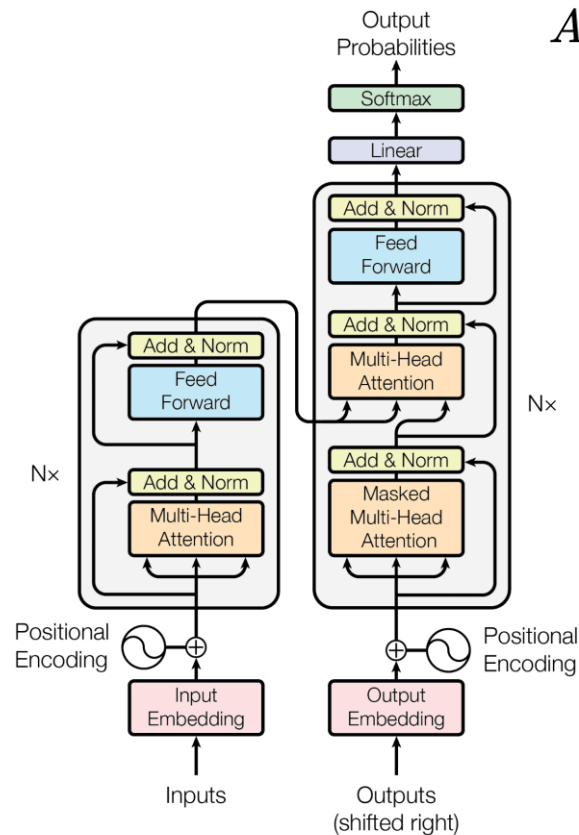 Output
Probabilities
A
Softmax
Linear
Add & Norm
Feed
Forward
Add & Norm
Multi-Head
Attention
Add & Norm
Masked
Multi-Head
Attention
N×
Add & Norm
Feed
Forward
Add & Norm
Multi-Head
Attention
N×
Positional
Encoding
Positional
Encoding
Input
Embedding
Output
Embedding
Inputs
Outputs
(shifted right)